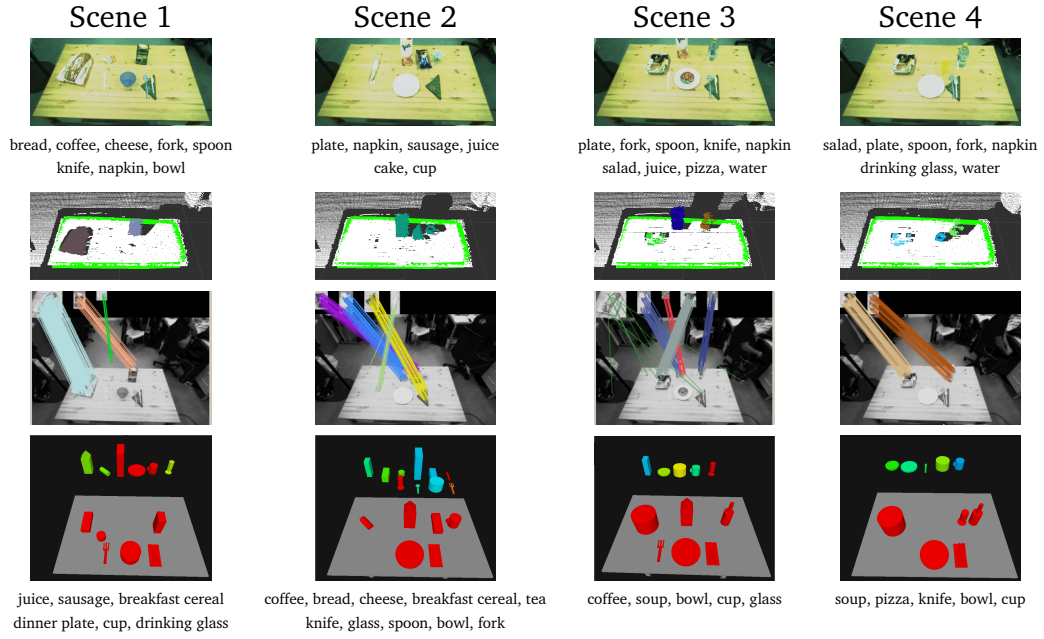 Scene 1
Scene 2
Scene 3
Scene 4
bread, coffee, cheese, fork, spoon
knife, napkin, bowl
plate, napkin, sausage, juice
cake, cup
plate, fork, spoon, knife, napkin
salad, juice, pizza, water
salad, plate, spoon, fork, napkin
drinking glass, water
juice, sausage, breakfast cereal
dinner plate, cup, drinking glass
coffee, bread, cheese, breakfast cereal, tea
knife, glass, spoon, bowl, fork
coffee, soup, bowl, cup, glass
soup, pizza, knife, bowl, cup